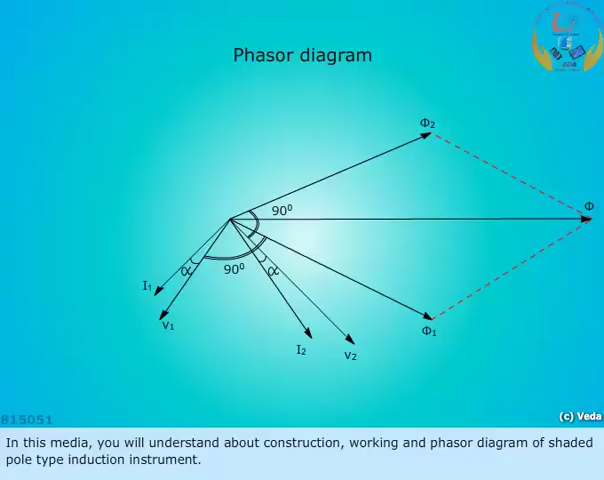 Phasor diagram
Φ2
Φ
90⁰
α
90⁰
α
I1
v1
Φ1
I2
v2
815051
(c) Veda
In this media, you will understand about construction, working and phasor diagram of shaded
pole type induction instrument.